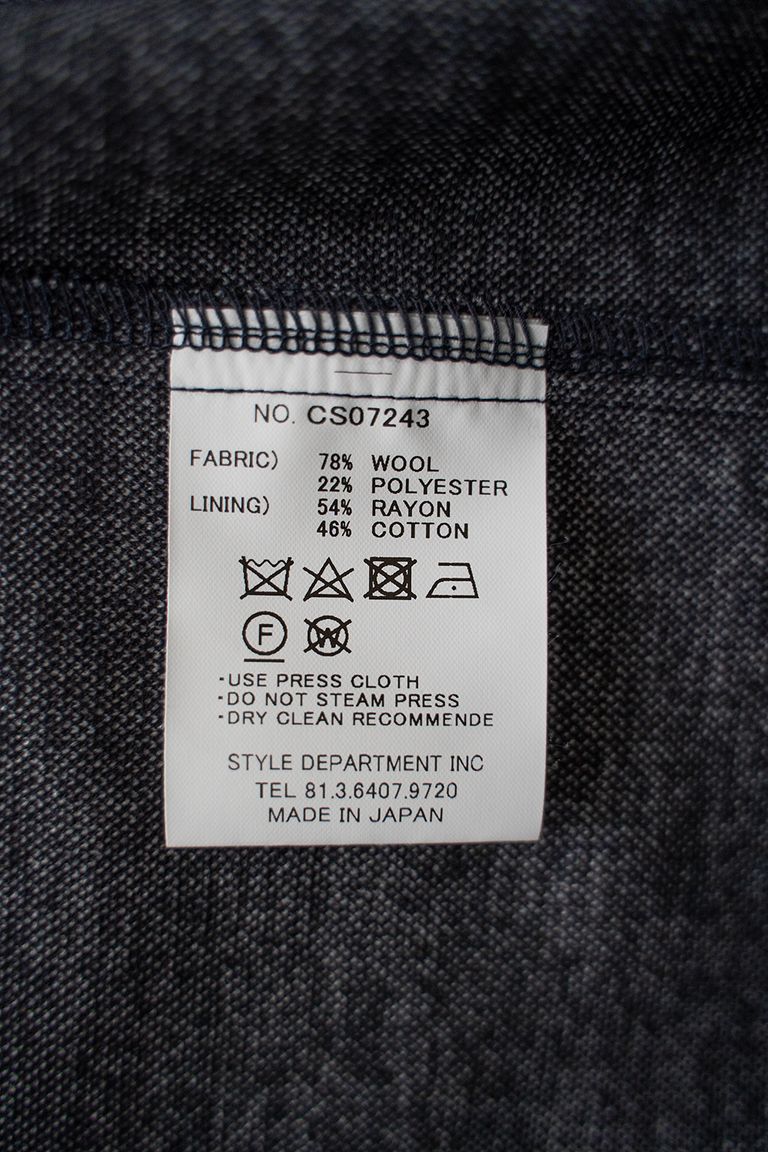 NO. CS07243
FABRIC) 78% WOOL
22% POLYESTER
LINING) 54% RAYON
46% COTTON
F W
·USE PRESS CLOTH
·DO NOT STEAM PRESS
·DRY CLEAN RECOMMENDE
STYLE DEPARTMENT INC
TEL 81.3.6407.9720
MADE IN JAPAN